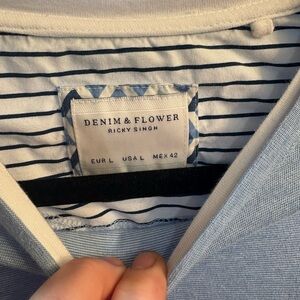 DENIM & FLOWER
RICKY SINGH
EUR L USA L MEX 42